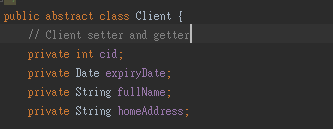 public abstract class Client {
// Client setter and getter
private int cid;
private Date expiryDate;
private String fullName;
private String homeAddress;